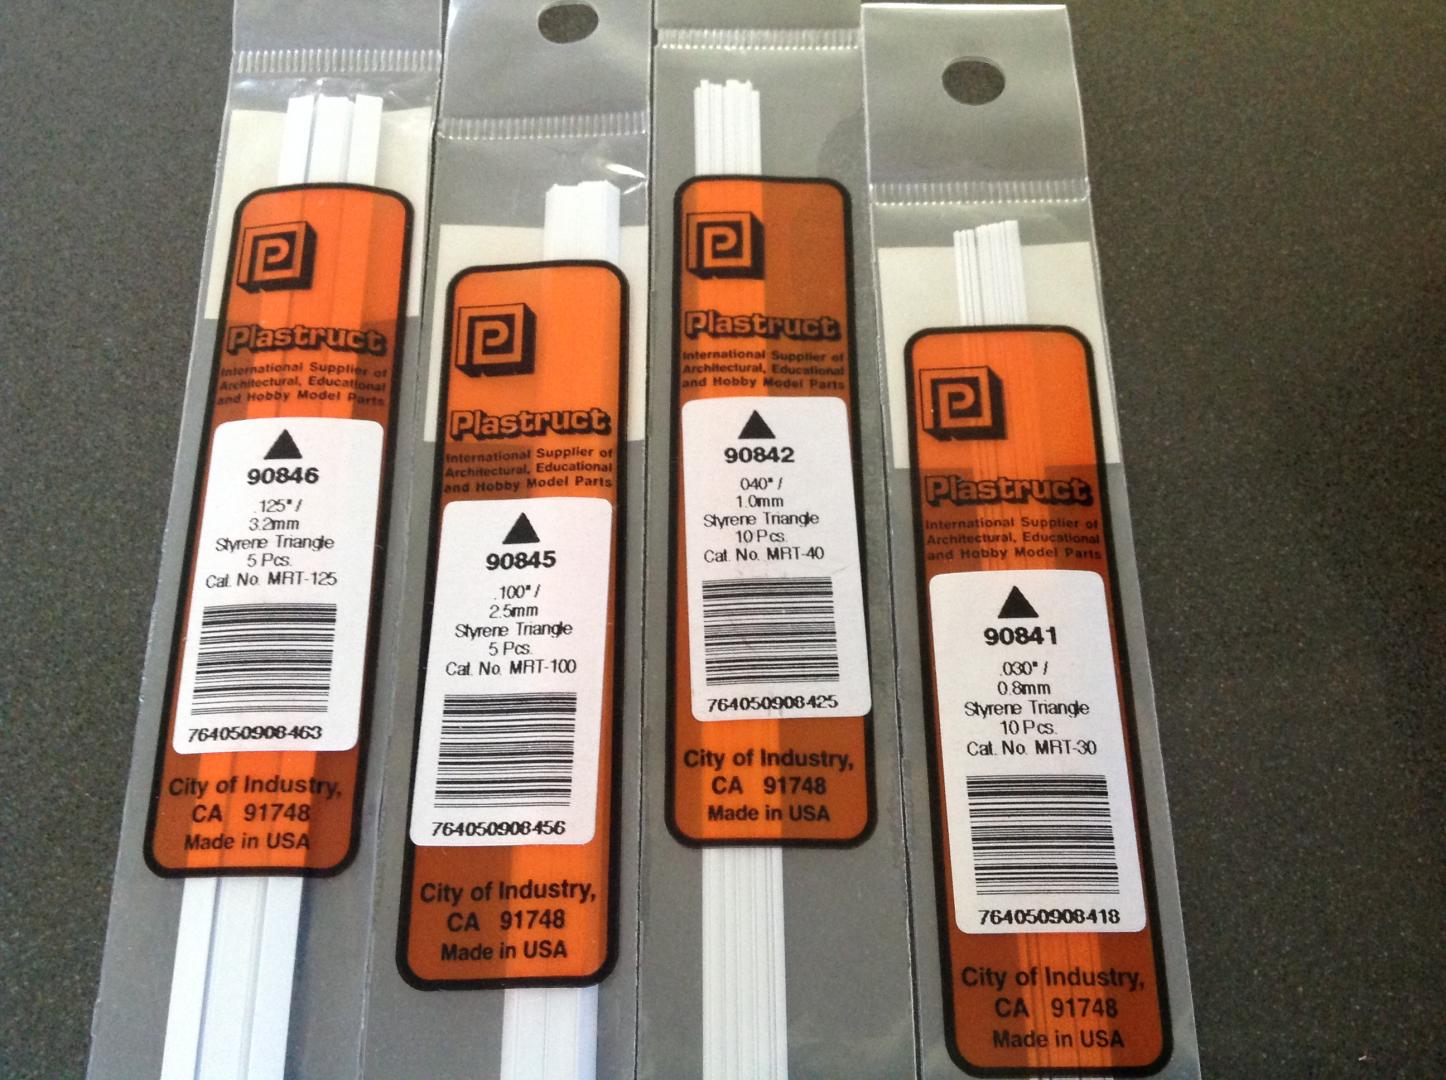 P
Plastruct
International Supplier of
Architectural, Educational
and Hobby Model Parts
90846
.125" /
3.2mm
Styrene Triangle
5 Pcs.
Cat. No. MRT-125
764050908463
City of Industry,
CA 91748
Made in USA
P
Plastruct
International Supplier of
Architectural, Educational
and Hobby Model Parts
90845
.100" /
2.5mm
Styrene Triangle
5 Pcs.
Cat. No. MRT-100
764050908456
City of Industry,
CA 91748
Made in USA
P
Plastruct
International Supplier of
Architectural, Educational
and Hobby Model Parts
90842
.040" /
1.0mm
Styrene Triangle
10 Pcs.
Cat. No. MRT-40
764050908425
City of Industry,
CA 91748
Made in USA
P
Plastruct
International Supplier of
Architectural, Educational
and Hobby Model Parts
90841
.030" /
0.8mm
Styrene Triangle
10 Pcs.
Cat. No. MRT-30
764050908418
City of Industry,
CA 91748
Made in USA